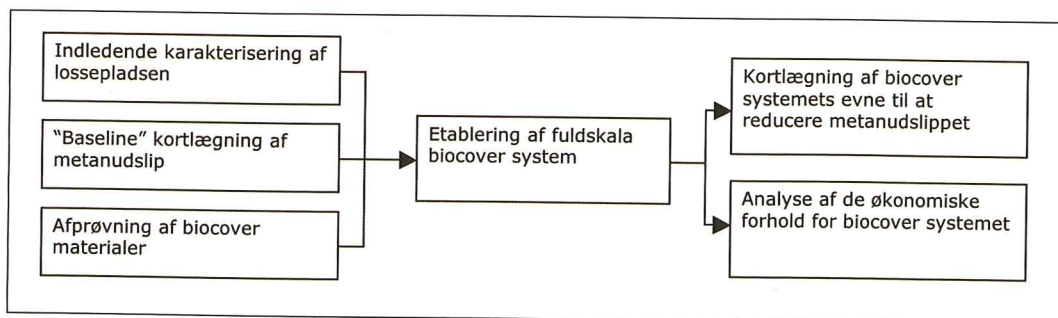 Indledende karakterisering af
lossepladsen
"Baseline" kortlægning af
metanudslip
Afprøvning af biocover
materialer
Etablering af fuldskala
biocover system
Kortlægning af biocover
systemets evne til at
reducere metanudslippet
Analyse af de økonomiske
forhold for biocover systemet